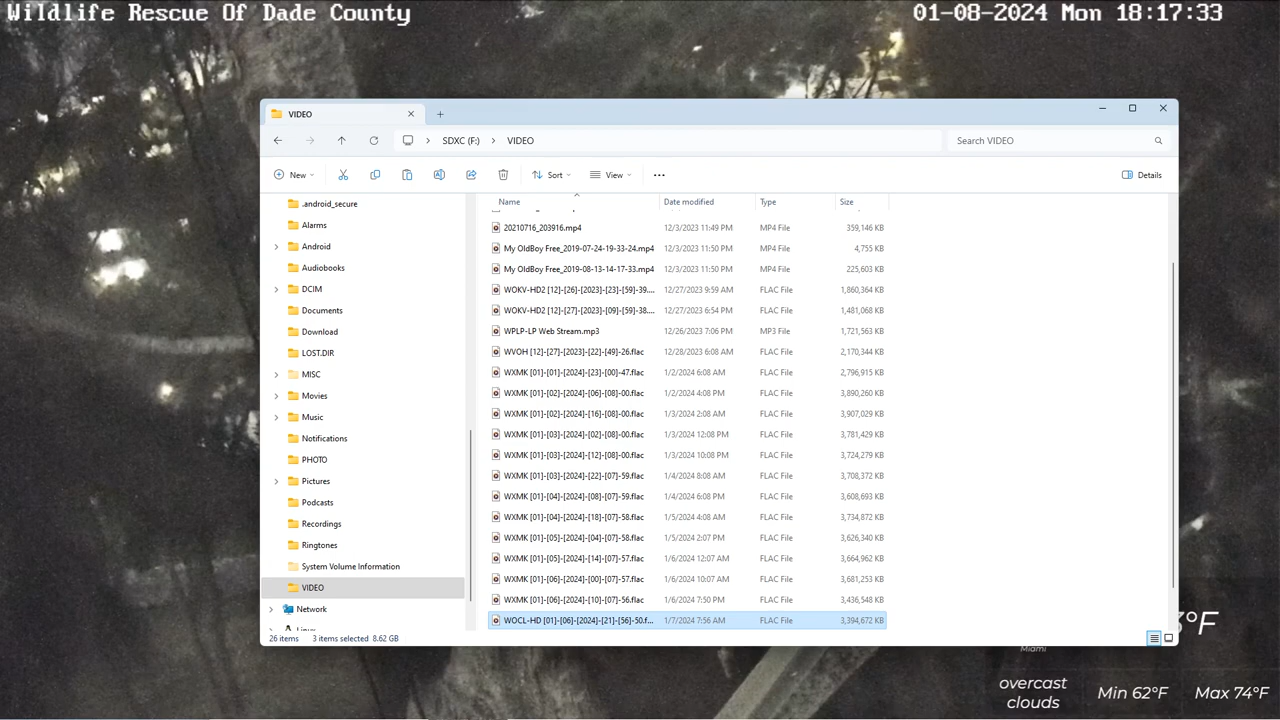 Wildlife Rescue Of Dade County
01-08-2024 Mon 18:17:33
VIDEO
SDXC (F:) VIDEO
Search VIDEO
New
Sort
View
Details
.android_secure
Alarms
Android
Audiobooks
DCIM
Documents
Download
LOST.DIR
MISC
Movies
Music
Notifications
PHOTO
Pictures
Podcasts
Recordings
Ringtones
System Volume Information
VIDEO
Network
Name Date modified Type Size
20210716_203916.mp4 12/3/2023 11:49 PM MP4 File 359,146 KB
My OldBoy Free_2019-07-24-19-33-24.mp4 12/3/2023 11:50 PM MP4 File 4,755 KB
My OldBoy Free_2019-08-13-14-17-33.mp4 12/3/2023 11:50 PM MP4 File 225,603 KB
WOKV-HD2 [12]-[26]-[2023]-[23]-[59]-39.... 12/27/2023 9:59 AM FLAC File 1,860,364 KB
WOKV-HD2 [12]-[27]-[2023]-[09]-[59]-38.... 12/27/2023 6:54 PM FLAC File 1,481,068 KB
WPLP-LP Web Stream.mp3 12/26/2023 7:06 PM MP3 File 1,721,563 KB
WVOH [12]-[27]-[2023]-[22]-[49]-26.flac 12/28/2023 6:08 AM FLAC File 2,170,344 KB
WXMK [01]-[01]-[2024]-[23]-[00]-47.flac 1/2/2024 6:08 AM FLAC File 2,796,915 KB
WXMK [01]-[02]-[2024]-[06]-[08]-00.flac 1/2/2024 4:08 PM FLAC File 3,890,260 KB
WXMK [01]-[02]-[2024]-[16]-[08]-00.flac 1/3/2024 2:08 AM FLAC File 3,907,029 KB
WXMK [01]-[03]-[2024]-[02]-[08]-00.flac 1/3/2024 12:08 PM FLAC File 3,781,429 KB
WXMK [01]-[03]-[2024]-[12]-[08]-00.flac 1/3/2024 10:08 PM FLAC File 3,724,279 KB
WXMK [01]-[03]-[2024]-[22]-[07]-59.flac 1/4/2024 8:08 AM FLAC File 3,708,372 KB
WXMK [01]-[04]-[2024]-[08]-[07]-59.flac 1/4/2024 6:08 PM FLAC File 3,608,693 KB
WXMK [01]-[04]-[2024]-[18]-[07]-58.flac 1/5/2024 4:08 AM FLAC File 3,734,872 KB
WXMK [01]-[05]-[2024]-[04]-[07]-58.flac 1/5/2024 2:07 PM FLAC File 3,626,340 KB
WXMK [01]-[05]-[2024]-[14]-[07]-57.flac 1/6/2024 12:07 AM FLAC File 3,664,962 KB
WXMK [01]-[06]-[2024]-[00]-[07]-57.flac 1/6/2024 10:07 AM FLAC File 3,681,253 KB
WXMK [01]-[06]-[2024]-[10]-[07]-56.flac 1/6/2024 7:50 PM FLAC File 3,436,548 KB
WOCL-HD [01]-[06]-[2024]-[21]-[56]-50.f... 1/7/2024 7:56 AM FLAC File 3,394,672 KB
26 items 3 items selected 8.62 GB
°F
Miami
overcast
clouds
Min 62°F Max 74°F